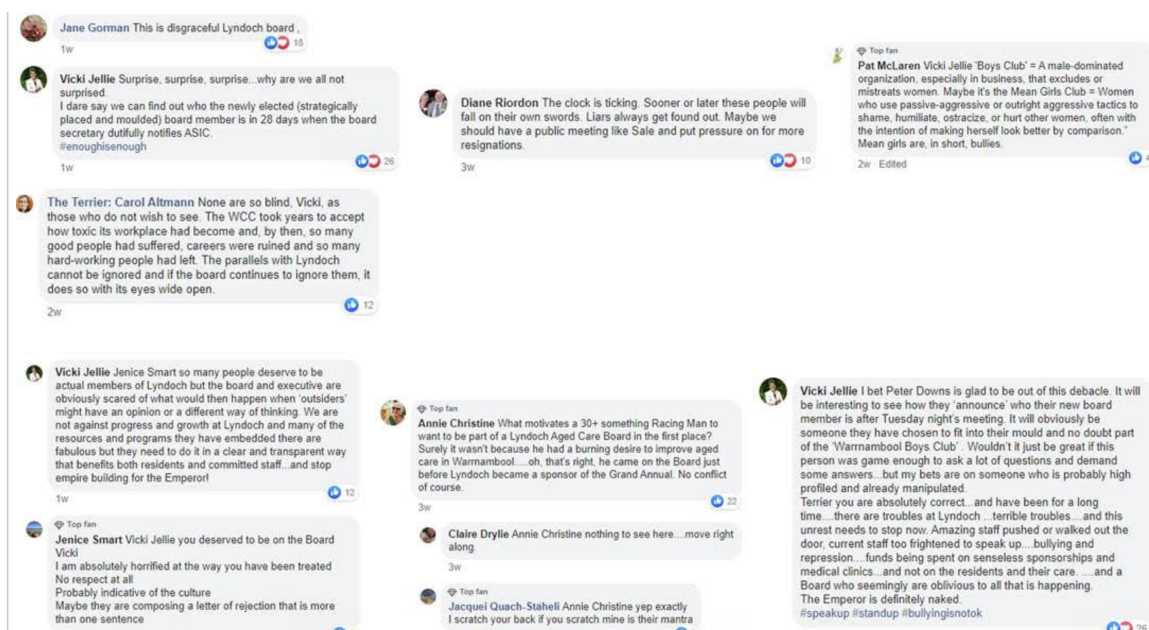 Jane Gorman This is disgraceful Lyndoch board ,
18
1w
Vicki Jellie Surprise, surprise, surprise...why are we all not
surprised.
I dare say we can find out who the newly elected (strategically
placed and moulded) board member is in 28 days when the board
secretary dutifully notifies ASIC.
#enoughisenough
26
1w
The Terrier: Carol Altmann None are so blind, Vicki, as
those who do not wish to see. The WCC took years to accept
how toxic its workplace had become and, by then, so many
good people had suffered, careers were ruined and so many
hard-working people had left. The parallels with Lyndoch
cannot be ignored and if the board continues to ignore them, it
does so with its eyes wide open.
12
2w
Diane Riordon The clock is ticking. Sooner or later these people will
fall on their own swords. Liars always get found out. Maybe we
should have a public meeting like Sale and put pressure on for more
resignations.
10
3w
Top fan
Pat McLaren Vicki Jellie 'Boys Club' = A male-dominated
organization, especially in business, that excludes or
mistreats women. Maybe it's the Mean Girls Club = Women
who use passive-aggressive or outright aggressive tactics to
shame, humiliate, ostracize, or hurt other women, often with
the intention of making herself look better by comparison."
Mean girls are, in short, bullies.
4
2w · Edited
Vicki Jellie Jenice Smart so many people deserve to be
actual members of Lyndoch but the board and executive are
obviously scared of what would then happen when 'outsiders'
might have an opinion or a different way of thinking. We are
not against progress and growth at Lyndoch and many of the
resources and programs they have embedded there are
fabulous but they need to do it in a clear and transparent way
that benefits both residents and committed staff...and stop
empire building for the Emperor!
12
1w
Top fan
Jenice Smart Vicki Jellie you deserved to be on the Board
Vicki
I am absolutely horrified at the way you have been treated
No respect at all
Probably indicative of the culture
Maybe they are composing a letter of rejection that is more
than one sentence
Top fan
Annie Christine What motivates a 30+ something Racing Man to
want to be part of a Lyndoch Aged Care Board in the first place?
Surely it wasn't because he had a burning desire to improve aged
care in Warrnambool.....oh, that's right, he came on the Board just
before Lyndoch became a sponsor of the Grand Annual. No conflict
of course.
22
3w
Claire Drylie Annie Christine nothing to see here....move right
along.
3w
Top fan
Jacquei Quach-Staheli Annie Christine yep exactly
I scratch your back if you scratch mine is their mantra
Vicki Jellie I bet Peter Downs is glad to be out of this debacle. It will
be interesting to see how they 'announce' who their new board
member is after Tuesday night's meeting. It will obviously be
someone they have chosen to fit into their mould and no doubt part
of the 'Warrnambool Boys Club' . Wouldn't it just be great if this
person was game enough to ask a lot of questions and demand
some answers...but my bets are on someone who is probably high
profiled and already manipulated.
Terrier you are absolutely correct...and have been for a long
time....there are troubles at Lyndoch ...terrible troubles....and this
unrest needs to stop now. Amazing staff pushed or walked out the
door, current staff too frightened to speak up....bullying and
repression....funds being spent on senseless sponsorships and
medical clinics...and not on the residents and their care. ....and a
Board who seemingly are oblivious to all that is happening.
The Emperor is definitely naked.
#speakup #standup #bullyingisnotok
26